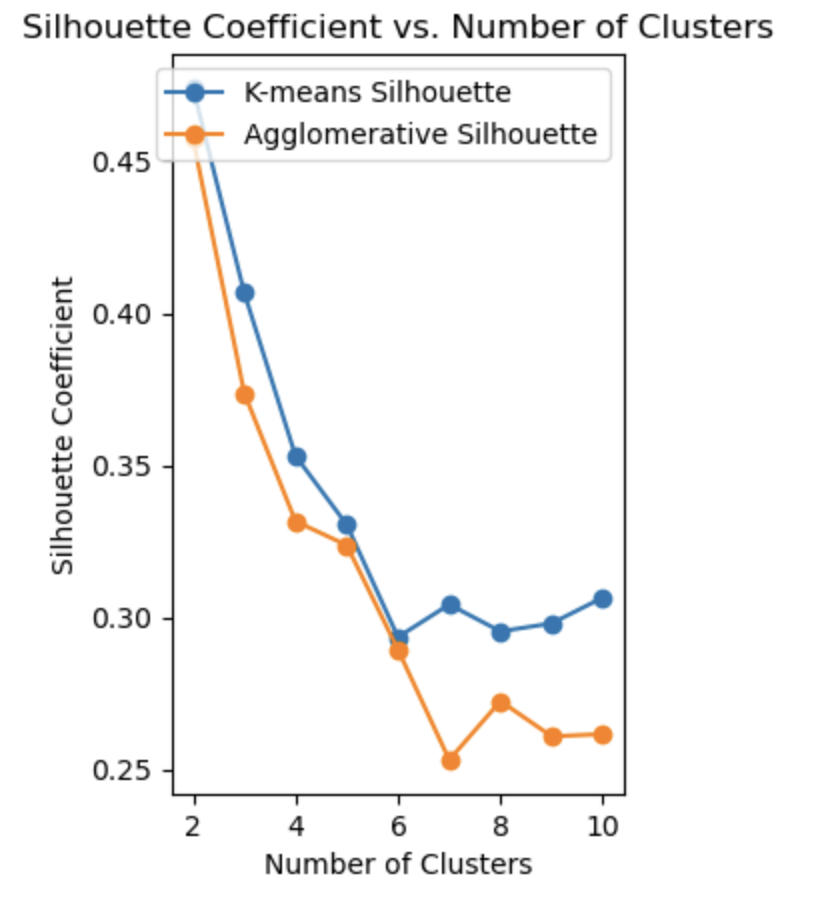 Silhouette Coefficient vs. Number of Clusters
K-means Silhouette
Agglomerative Silhouette
0.45
0.40
0.35
0.30
0.25
Silhouette Coefficient
2 4 6 8 10
Number of Clusters